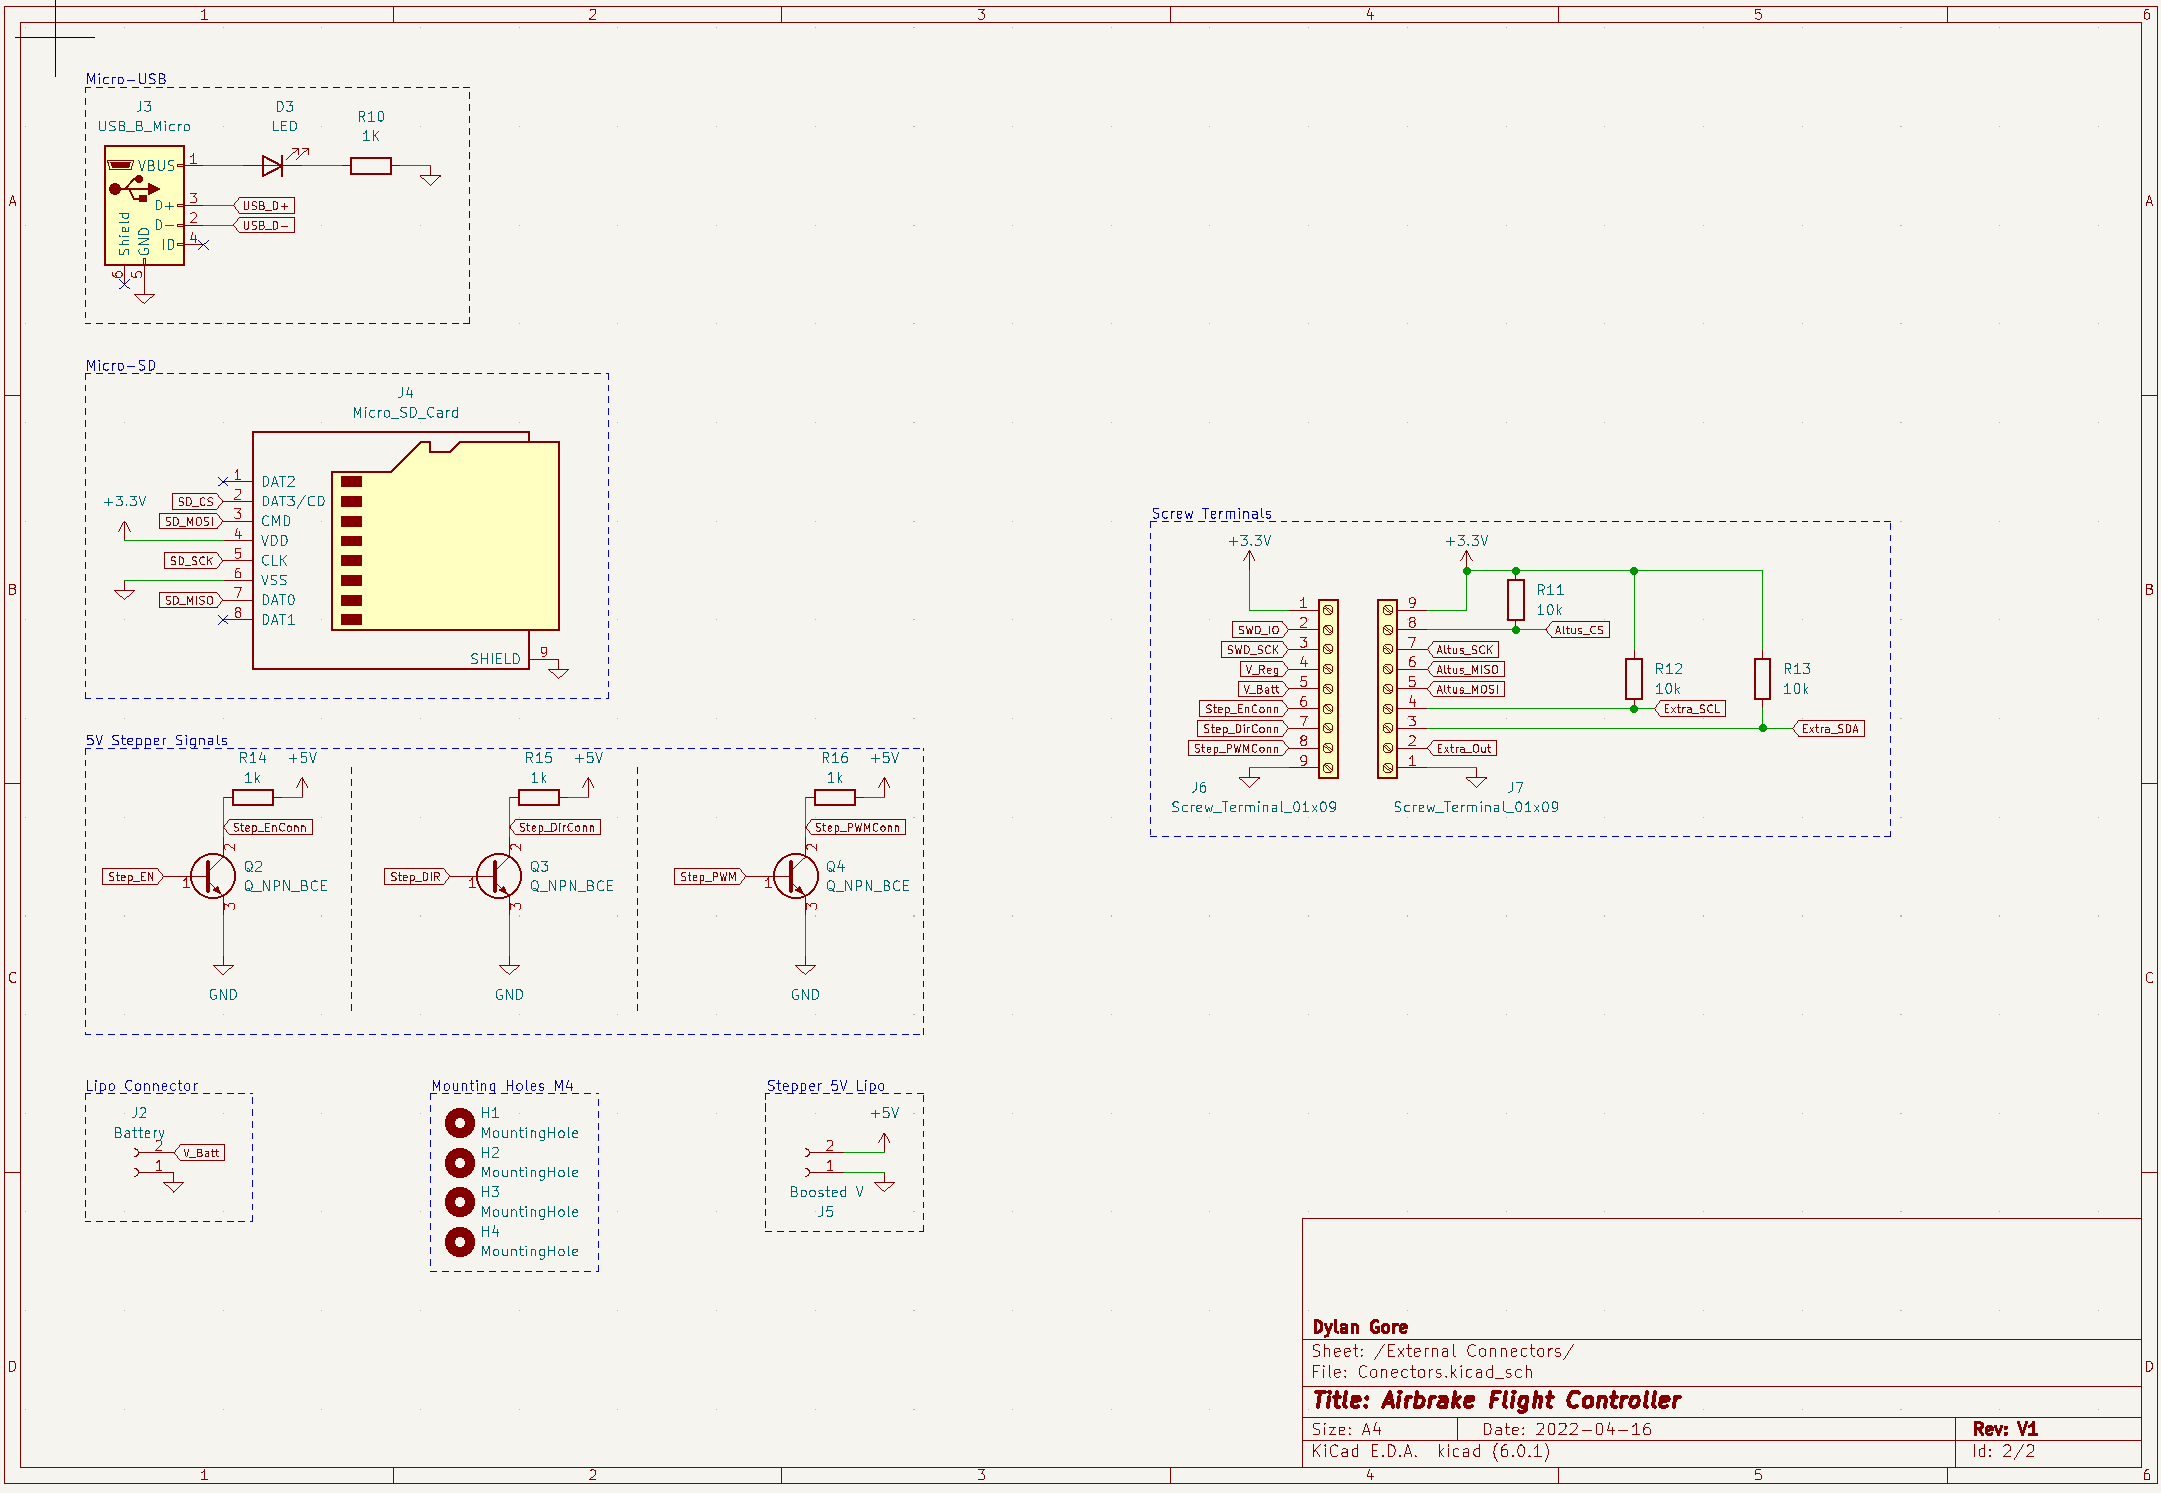 1 2 3 4 5 6
A A
B B
C C
D D
Micro-USB
J3
USB_B_Micro
D3
LED
R10
1K
VBUS 1
D+ 3 USB_D+
D- 2 USB_D-
ID 4
Shield 6
GND 5
Micro-SD
J4
Micro_SD_Card
+3.3V
1 DAT2
SD_CS 2 DAT3/CD
SD_MOSI 3 CMD
4 VDD
SD_SCK 5 CLK
6 VSS
SD_MISO 7 DAT0
8 DAT1
SHIELD 9
Screw Terminals
+3.3V
1
SWD_IO 2
SWD_SCK 3
V_Reg 4
V_Batt 5
Step_EnConn 6
Step_DirConn 7
Step_PWMConn 8
9
J6
Screw_Terminal_01x09
+3.3V
R11
10k
R12
10k
R13
10k
9
8 Altus_CS
7 Altus_SCK
6 Altus_MISO
5 Altus_MOSI
4 Extra_SCL
3 Extra_SDA
2 Extra_Out
1
J7
Screw_Terminal_01x09
5V Stepper Signals
R14 +5V
1k
Step_EnConn
2
Step_EN 1
Q2
Q_NPN_BCE
3
GND
R15 +5V
1k
Step_DirConn
2
Step_DIR 1
Q3
Q_NPN_BCE
3
GND
R16 +5V
1k
Step_PWMConn
2
Step_PWM 1
Q4
Q_NPN_BCE
3
GND
Lipo Connector
J2
Battery
2 V_Batt
1
Mounting Holes M4
H1
MountingHole
H2
MountingHole
H3
MountingHole
H4
MountingHole
Stepper 5V Lipo
+5V
2
1
Boosted V
J5
Dylan Gore
Sheet: /External Connectors/
File: Conectors.kicad_sch
Title: Airbrake Flight Controller
Size: A4 Date: 2022-04-16 Rev: V1
KiCad E.D.A. kicad (6.0.1) Id: 2/2
1 2 3 4 5 6